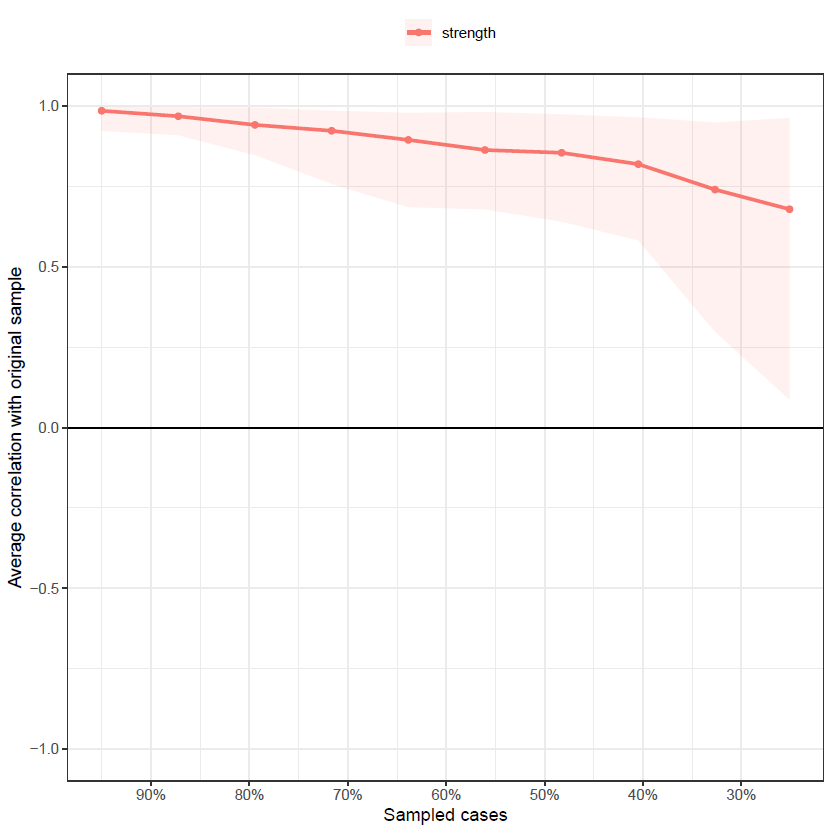 strength
1.0
0.5
0.0
−0.5
−1.0
Average correlation with original sample
90% 80% 70% 60% 50% 40% 30%
Sampled cases